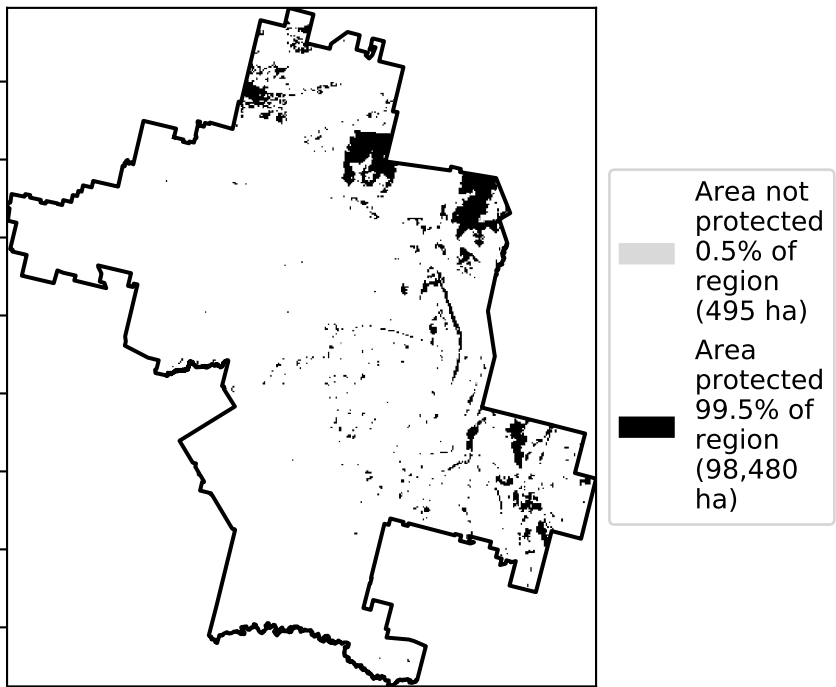 Area not
protected
0.5% of
region
(495 ha)
Area
protected
99.5% of
region
(98,480
ha)